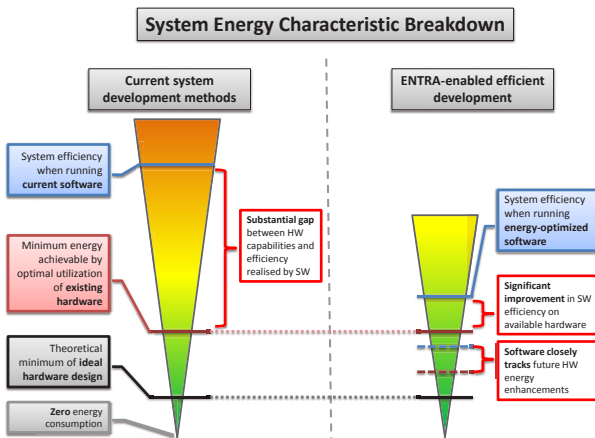 System Energy Characteristic Breakdown
Current system
development methods
ENTRA-enabled efficient
development
System efficiency
when running
current software
Minimum energy
achievable by
optimal utilization
of existing
hardware
Theoretical
minimum of ideal
hardware design
Zero energy
consumption
Substantial gap
between HW
capabilities and
efficiency
realised by SW
System efficiency
when running
energy-optimized
software
Significant
improvement in SW
efficiency on
available hardware
Software closely
tracks future HW
energy
enhancements